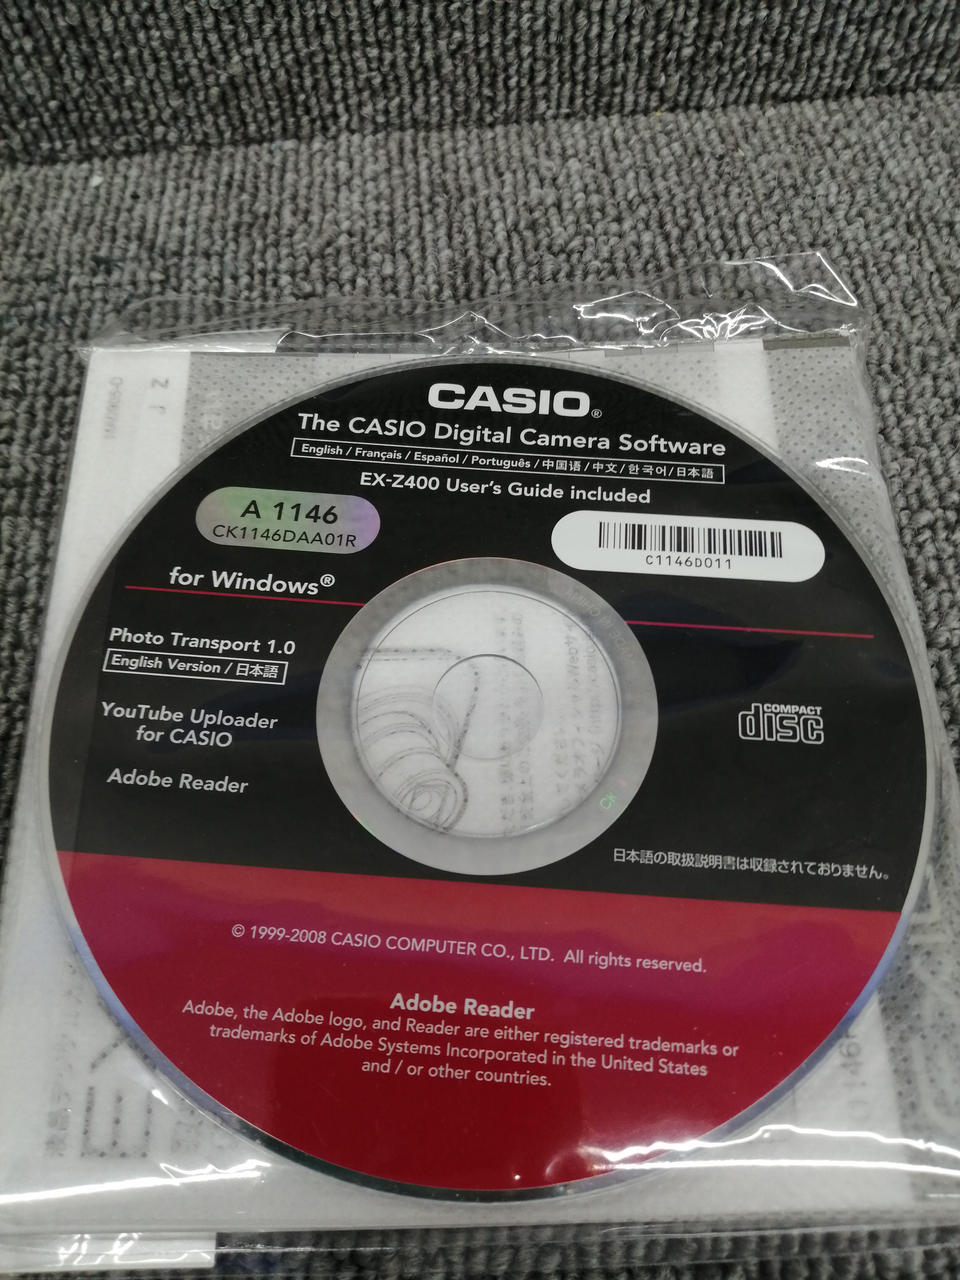 CASIO®
The CASIO Digital Camera Software
English / Français / Español / Português / 中国语 / 中文 / 한국어 / 日本語
EX-Z400 User's Guide included
A 1146
CK1146DAA01R
C1146D011
for Windows®
Photo Transport 1.0
English Version / 日本語
YouTube Uploader
for CASIO
Adobe Reader
COMPACT
disc
CK
日本語の取扱説明書は収録されておりません。
© 1999-2008 CASIO COMPUTER CO., LTD. All rights reserved.
Adobe Reader
Adobe, the Adobe logo, and Reader are either registered trademarks or
trademarks of Adobe Systems Incorporated in the United States
and / or other countries.